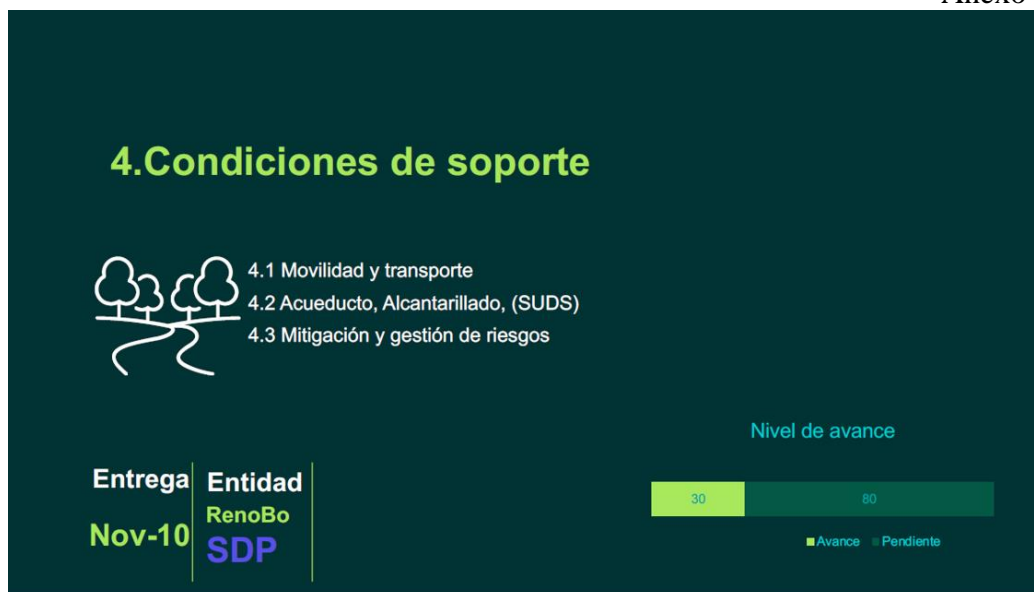 4.Condiciones de soporte
4.1 Movilidad y transporte
4.2 Acueducto, Alcantarillado, (SUDS)
4.3 Mitigación y gestión de riesgos
Nivel de avance
30
80
Avance
Pendiente
Entrega
Nov-10
Entidad
RenoBo
SDP